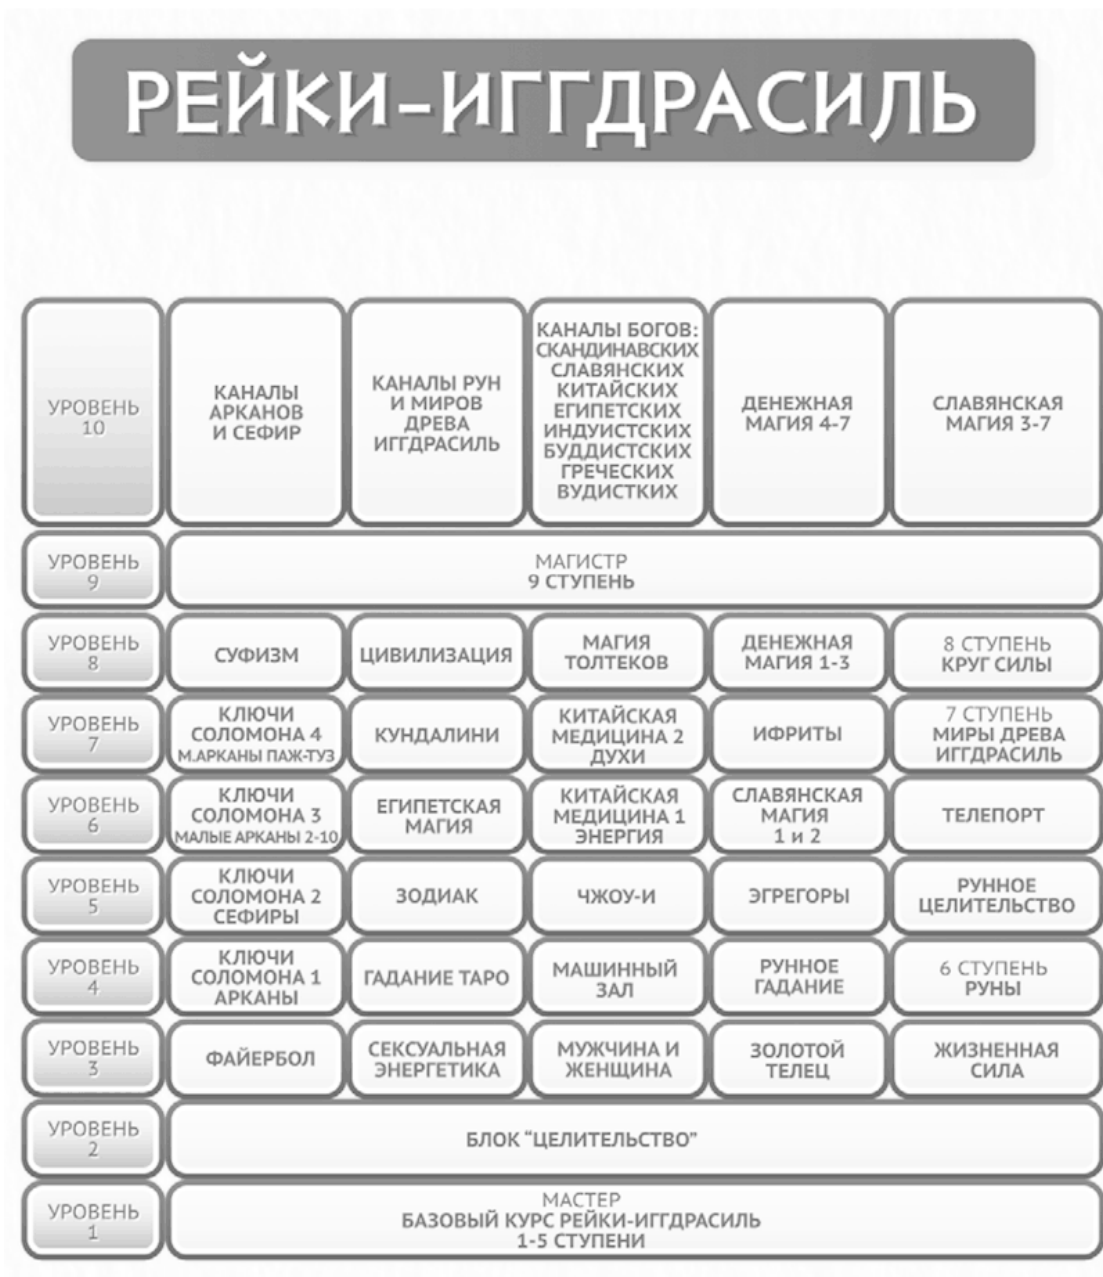 РЕЙКИ-ИГГДРАСИЛЬ
УРОВЕНЬ
10
КАНАЛЫ
АРКАНОВ
И СЕФИР
КАНАЛЫ РУН
И МИРОВ
ДРЕВА
ИГГДРАСИЛЬ
КАНАЛЫ БОГОВ:
СКАНДИНАВСКИХ
СЛАВЯНСКИХ
КИТАЙСКИХ
ЕГИПЕТСКИХ
ИНДУИСТСКИХ
БУДДИСТСКИХ
ГРЕЧЕСКИХ
ВУДИСТКИХ
ДЕНЕЖНАЯ
МАГИЯ 4-7
СЛАВЯНСКАЯ
МАГИЯ 3-7
УРОВЕНЬ
9
МАГИСТР
9 СТУПЕНЬ
УРОВЕНЬ
8
СУФИЗМ
ЦИВИЛИЗАЦИЯ
МАГИЯ
ТОЛТЕКОВ
ДЕНЕЖНАЯ
МАГИЯ 1-3
8 СТУПЕНЬ
КРУГ СИЛЫ
УРОВЕНЬ
7
КЛЮЧИ
СОЛОМОНА 4
М.АРКАНЫ ПАЖ-ТУЗ
КУНДАЛИНИ
КИТАЙСКАЯ
МЕДИЦИНА 2
ДУХИ
ИФРИТЫ
7 СТУПЕНЬ
МИРЫ ДРЕВА
ИГГДРАСИЛЬ
УРОВЕНЬ
6
КЛЮЧИ
СОЛОМОНА 3
МАЛЫЕ АРКАНЫ 2-10
ЕГИПЕТСКАЯ
МАГИЯ
КИТАЙСКАЯ
МЕДИЦИНА 1
ЭНЕРГИЯ
СЛАВЯНСКАЯ
МАГИЯ
1 и 2
ТЕЛЕПОРТ
УРОВЕНЬ
5
КЛЮЧИ
СОЛОМОНА 2
СЕФИРЫ
ЗОДИАК
ЧЖОУ-И
ЭГРЕГОРЫ
РУННОЕ
ЦЕЛИТЕЛЬСТВО
УРОВЕНЬ
4
КЛЮЧИ
СОЛОМОНА 1
АРКАНЫ
ГАДАНИЕ ТАРО
МАШИННЫЙ
ЗАЛ
РУННОЕ
ГАДАНИЕ
6 СТУПЕНЬ
РУНЫ
УРОВЕНЬ
3
ФАЙЕРБОЛ
СЕКСУАЛЬНАЯ
ЭНЕРГЕТИКА
МУЖЧИНА И
ЖЕНЩИНА
ЗОЛОТОЙ
ТЕЛЕЦ
ЖИЗНЕННАЯ
СИЛА
УРОВЕНЬ
2
БЛОК “ЦЕЛИТЕЛЬСТВО”
УРОВЕНЬ
1
МАСТЕР
БАЗОВЫЙ КУРС РЕЙКИ-ИГГДРАСИЛЬ
1-5 СТУПЕНИ